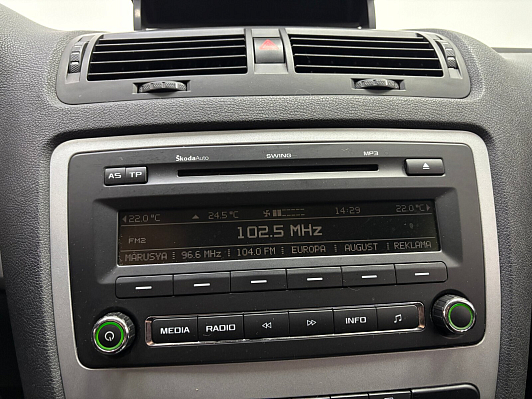 ŠkodaAuto SWING MP3
AS TP
22.0°C 24.5°C 14:29 22.0°C
102.5 MHz
FM2
MARUSYA 96.6 MHz 104.0 FM EUROPA AUGUST REKLAMA
MEDIA RADIO INFO